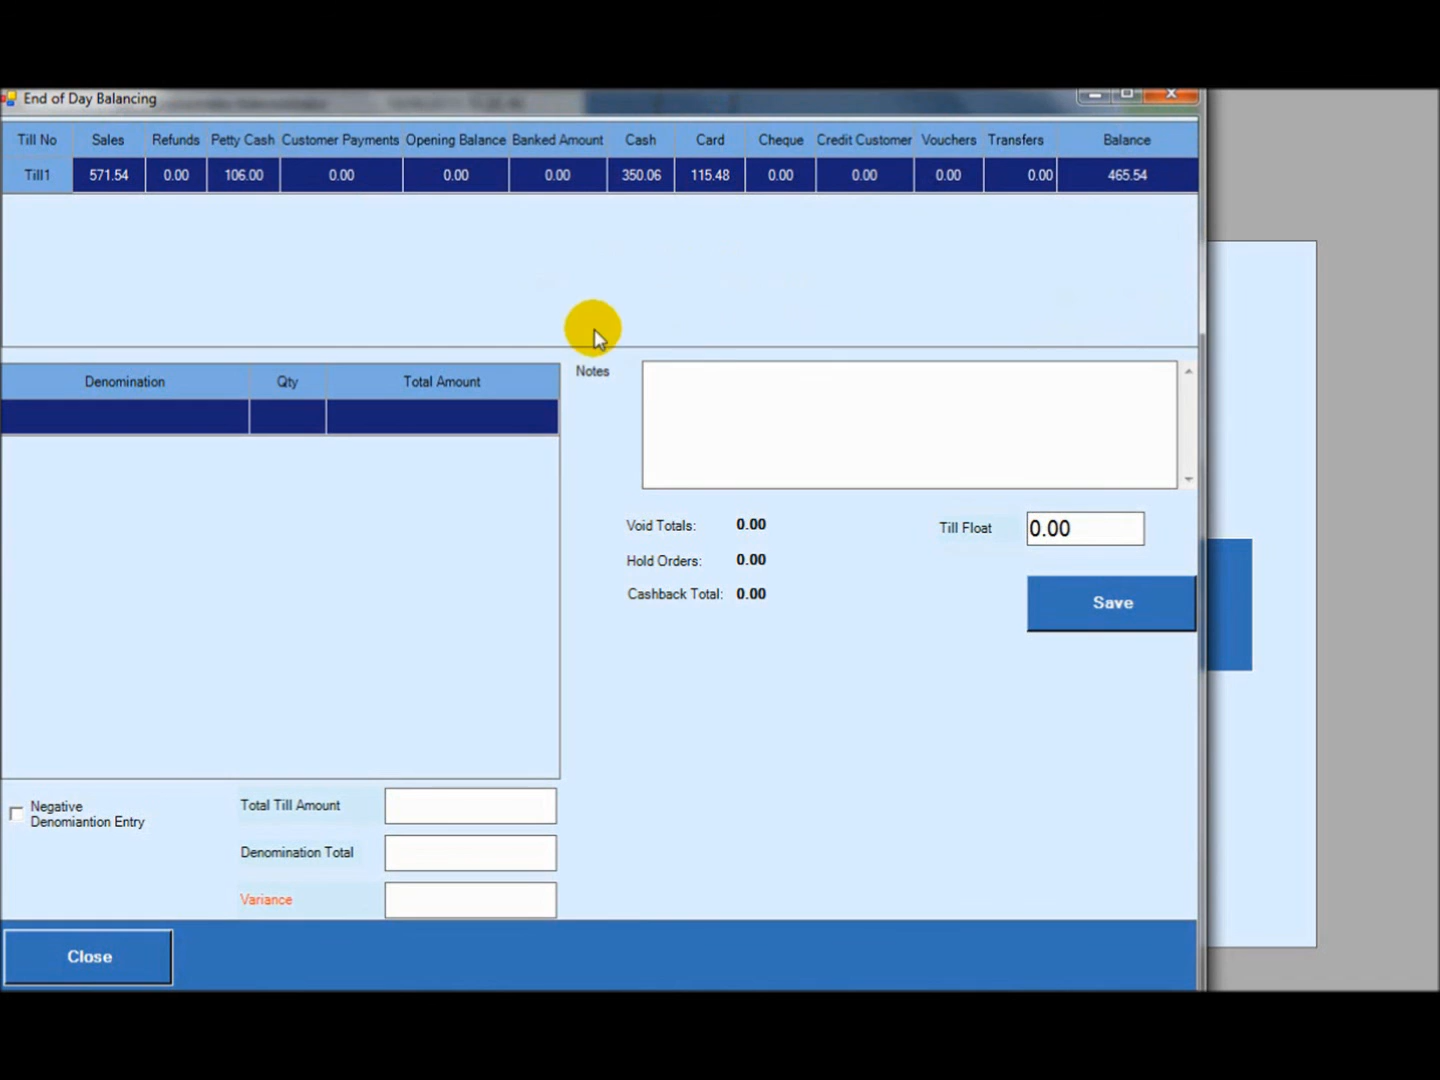 End of Day Balancing
Till No Sales Refunds Petty Cash Customer Payments Opening Balance Banked Amount Cash Card Cheque Credit Customer Vouchers Transfers Balance
Till1 571.54 0.00 106.00 0.00 0.00 0.00 350.06 115.48 0.00 0.00 0.00 0.00 465.54
Denomination Qty Total Amount
Notes
Void Totals: 0.00
Till Float 0.00
Hold Orders: 0.00
Cashback Total: 0.00
Save
Negative
Denomiantion Entry
Total Till Amount
Denomination Total
Variance
Close